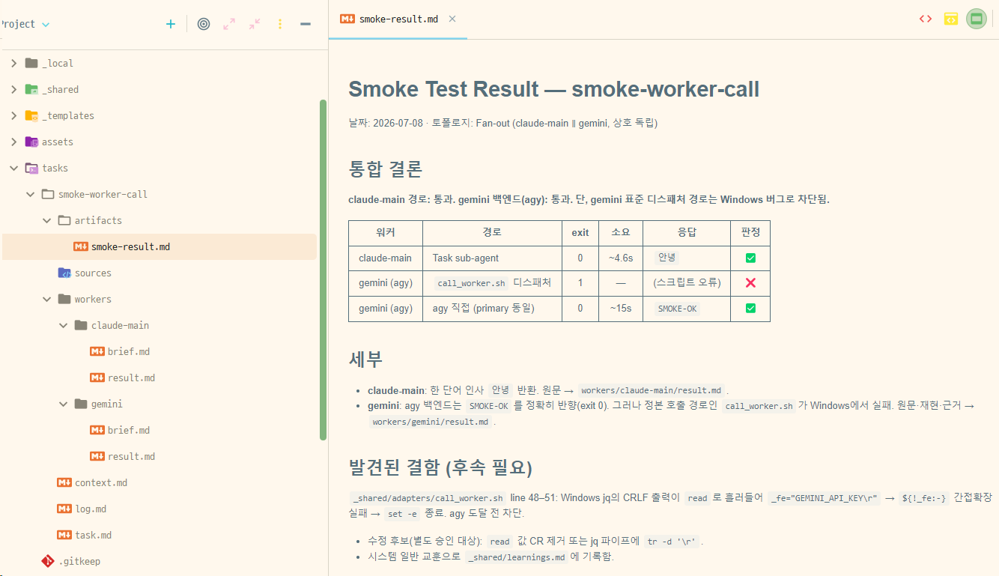 Project
_local
_shared
_templates
assets
tasks
smoke-worker-call
artifacts
smoke-result.md
sources
workers
claude-main
brief.md
result.md
gemini
brief.md
result.md
context.md
log.md
task.md
.gitkeep
smoke-result.md
Smoke Test Result — smoke-worker-call
날짜: 2026-07-08 · 토폴로지: Fan-out (claude-main ∥ gemini, 상호 독립)
통합 결론
claude-main 경로: 통과. gemini 백엔드(agy): 통과. 단, gemini 표준 디스패처 경로는 Windows 버그로 차단됨.
워커 경로 exit 소요 응답 판정
claude-main Task sub-agent 0 ~4.6s 안녕 ✅
gemini (agy) call_worker.sh 디스패처 1 — (스크립트 오류) ❌
gemini (agy) agy 직접 (primary 동일) 0 ~15s SMOKE-OK ✅
세부
• claude-main: 한 단어 인사 안녕 반환. 원문 → workers/claude-main/result.md .
• gemini: agy 백엔드는 SMOKE-OK 를 정확히 반향(exit 0). 그러나 정본 호출 경로인 call_worker.sh 가 Windows에서 실패. 원문·재현·근거 →
workers/gemini/result.md .
발견된 결함 (후속 필요)
_shared/adapters/call_worker.sh line 48–51: Windows jq의 CRLF 출력이 read 로 흘러들어 _fe="GEMINI_API_KEY\r" → ${!_fe:-} 간접확장
실패 → set -e 종료. agy 도달 전 차단.
• 수정 후보(별도 승인 대상): read 값 CR 제거 또는 jq 파이프에 tr -d '\r' .
• 시스템 일반 교훈으로 _shared/learnings.md 에 기록함.